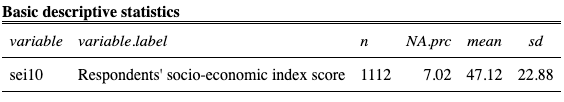 Basic descriptive statistics
variable variable.label n NA.prc mean sd
sei10 Respondents' socio-economic index score 1112 7.02 47.12 22.88